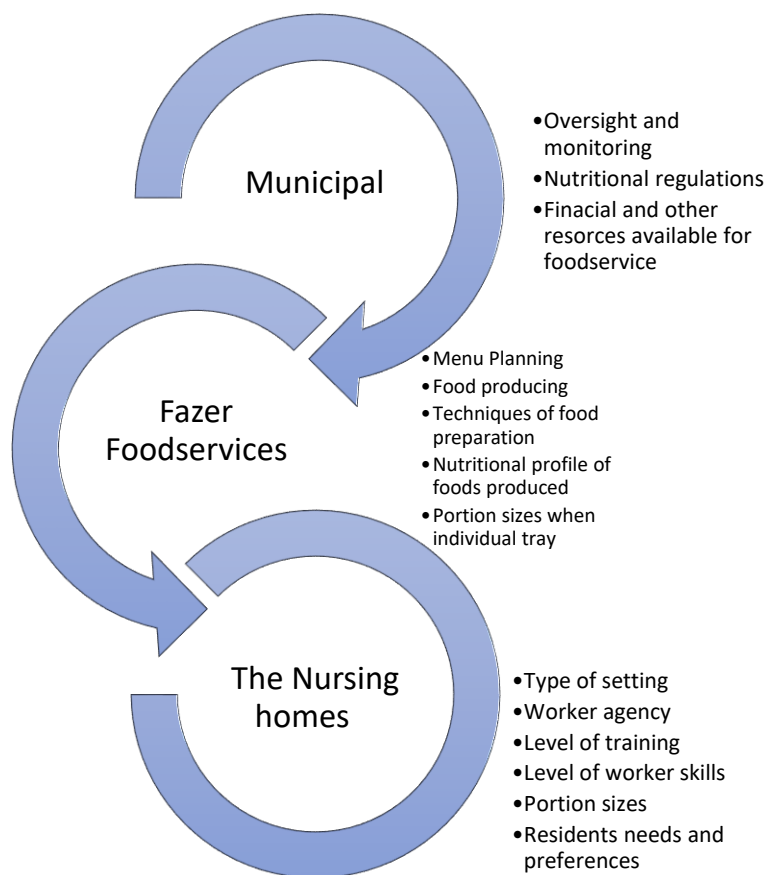 Municipal
•Oversight and
monitoring
•Nutritional regulations
•Finacial and other
resorces available for
foodservice
Fazer
Foodservices
•Menu Planning
•Food producing
•Techniques of food
preparation
•Nutritional profile of
foods produced
•Portion sizes when
individual tray
The Nursing
homes
•Type of setting
•Worker agency
•Level of training
•Level of worker skills
•Portion sizes
•Residents needs and
preferences